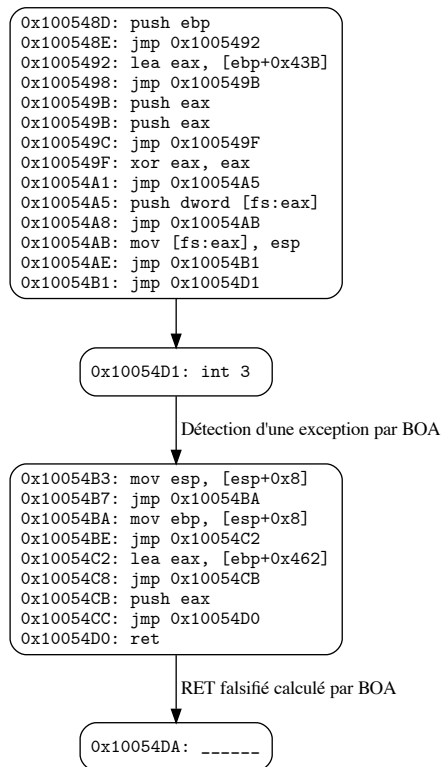 0x100548D: push ebp
0x100548E: jmp 0x1005492
0x1005492: lea eax, [ebp+0x43B]
0x1005498: jmp 0x100549B
0x100549B: push eax
0x100549B: push eax
0x100549C: jmp 0x100549F
0x100549F: xor eax, eax
0x10054A1: jmp 0x10054A5
0x10054A5: push dword [fs:eax]
0x10054A8: jmp 0x10054AB
0x10054AB: mov [fs:eax], esp
0x10054AE: jmp 0x10054B1
0x10054B1: jmp 0x10054D1
0x10054D1: int 3
Détection d'une exception par BOA
0x10054B3: mov esp, [esp+0x8]
0x10054B7: jmp 0x10054BA
0x10054BA: mov ebp, [esp+0x8]
0x10054BE: jmp 0x10054C2
0x10054C2: lea eax, [ebp+0x462]
0x10054C8: jmp 0x10054CB
0x10054CB: push eax
0x10054CC: jmp 0x10054D0
0x10054D0: ret
RET falsifié calculé par BOA
0x10054DA: ______